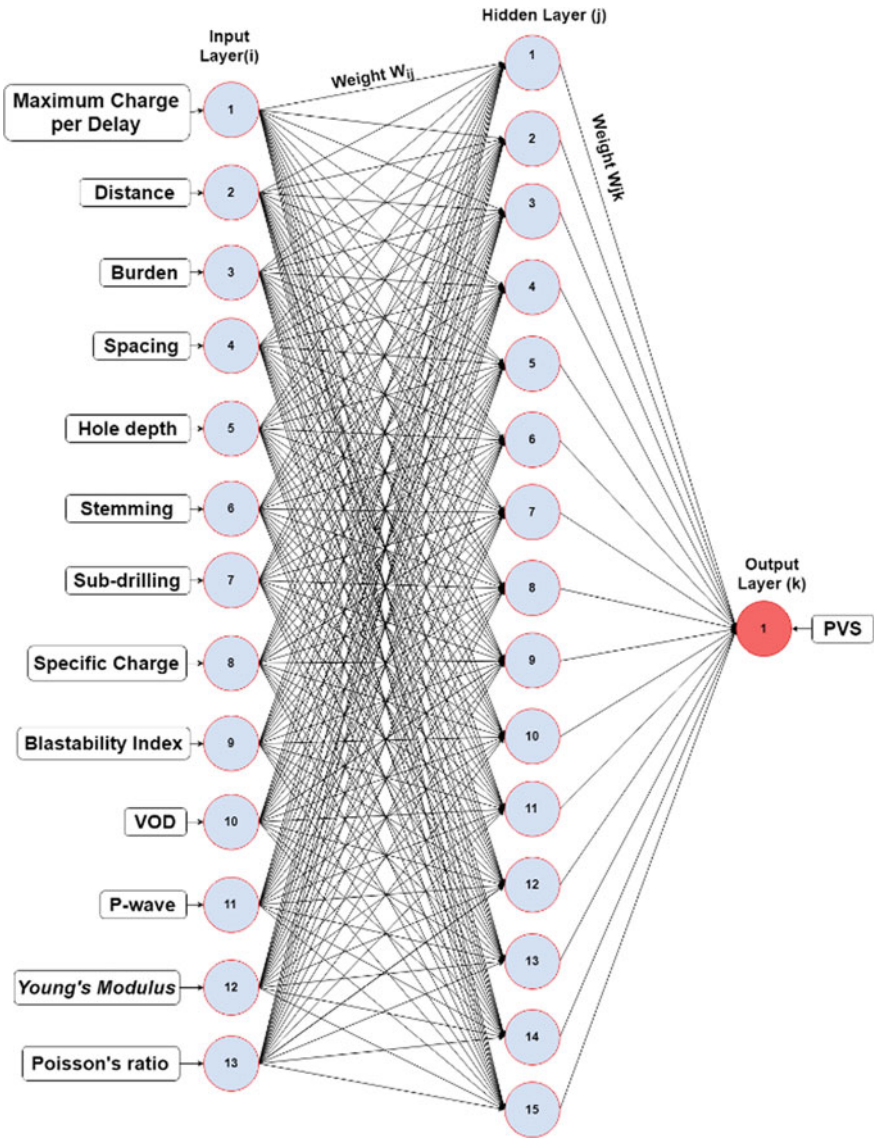 Hidden Layer (j)
Input
Layer(i)
Weight Wij
Weight Wjk
Maximum Charge
per Delay
Distance
Burden
Spacing
Hole depth
Stemming
Sub-drilling
Specific Charge
Blastability Index
VOD
P-wave
Young's Modulus
Poisson's ratio
1
2
3
4
5
6
7
8
9
10
11
12
13
1
2
3
4
5
6
7
8
9
10
11
12
13
14
15
Output
Layer (k)
1
PVS